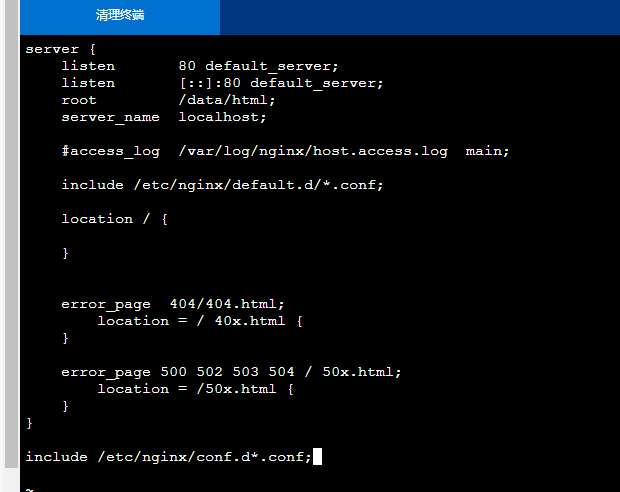 清理终端
server {
    listen       80 default_server;
    listen       [::]:80 default_server;
    root         /data/html;
    server_name  localhost;
    #access_log  /var/log/nginx/host.access.log  main;
    include /etc/nginx/default.d/*.conf;
    location / {
    }
    error_page  404/404.html;
        location = / 40x.html {
    }
    error_page 500 502 503 504 / 50x.html;
        location = /50x.html {
    }
}
include /etc/nginx/conf.d*.conf;
~